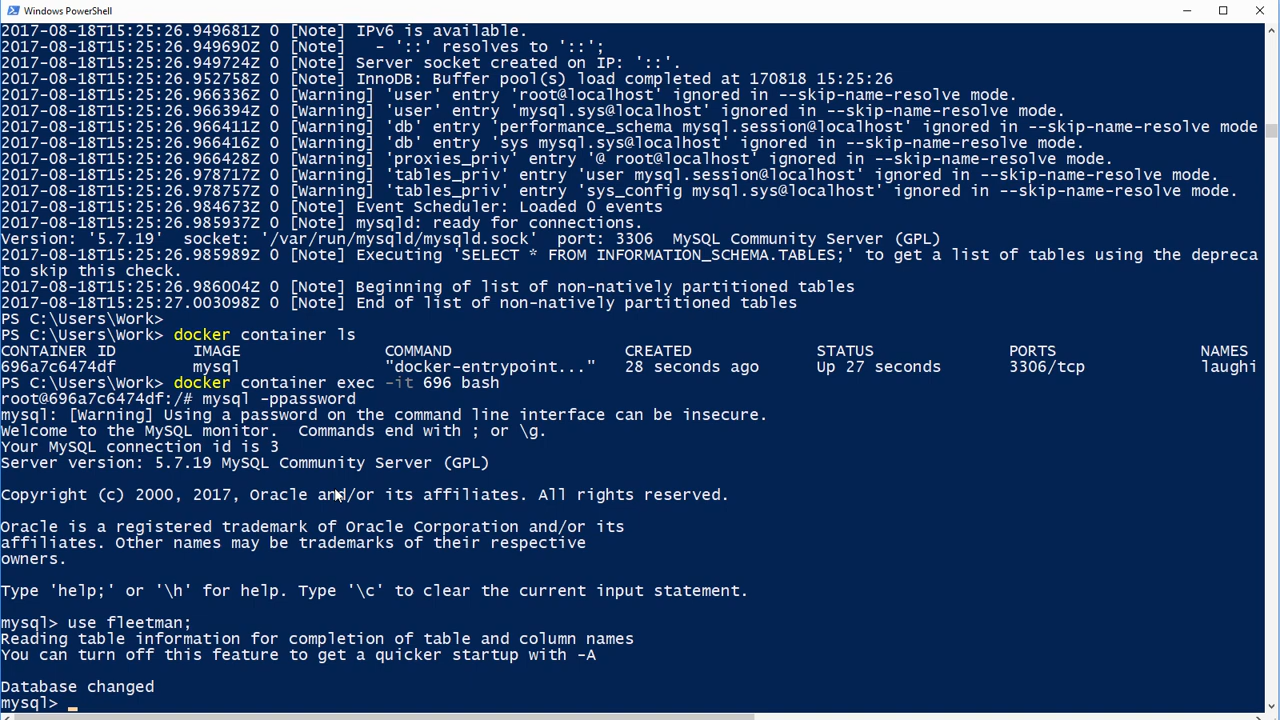 Windows PowerShell
2017-08-18T15:25:26.949681Z 0 [Note] IPv6 is available.
2017-08-18T15:25:26.949690Z 0 [Note]   - '::' resolves to '::';
2017-08-18T15:25:26.949724Z 0 [Note] Server socket created on IP: '::'.
2017-08-18T15:25:26.952758Z 0 [Note] InnoDB: Buffer pool(s) load completed at 170818 15:25:26
2017-08-18T15:25:26.966336Z 0 [Warning] 'user' entry 'root@localhost' ignored in --skip-name-resolve mode.
2017-08-18T15:25:26.966394Z 0 [Warning] 'user' entry 'mysql.sys@localhost' ignored in --skip-name-resolve mode.
2017-08-18T15:25:26.966411Z 0 [Warning] 'db' entry 'performance_schema mysql.session@localhost' ignored in --skip-name-resolve mode
2017-08-18T15:25:26.966416Z 0 [Warning] 'db' entry 'sys mysql.sys@localhost' ignored in --skip-name-resolve mode.
2017-08-18T15:25:26.966428Z 0 [Warning] 'proxies_priv' entry '@ root@localhost' ignored in --skip-name-resolve mode.
2017-08-18T15:25:26.978717Z 0 [Warning] 'tables_priv' entry 'user mysql.session@localhost' ignored in --skip-name-resolve mode.
2017-08-18T15:25:26.978757Z 0 [Warning] 'tables_priv' entry 'sys_config mysql.sys@localhost' ignored in --skip-name-resolve mode.
2017-08-18T15:25:26.984673Z 0 [Note] Event Scheduler: Loaded 0 events
2017-08-18T15:25:26.985937Z 0 [Note] mysqld: ready for connections.
Version: '5.7.19'  socket: '/var/run/mysqld/mysqld.sock'  port: 3306  MySQL Community Server (GPL)
2017-08-18T15:25:26.985989Z 0 [Note] Executing 'SELECT * FROM INFORMATION_SCHEMA.TABLES;' to get a list of tables using the depreca
to skip this check.
2017-08-18T15:25:26.986004Z 0 [Note] Beginning of list of non-natively partitioned tables
2017-08-18T15:25:27.003098Z 0 [Note] End of list of non-natively partitioned tables
PS C:\Users\Work>
PS C:\Users\Work> docker container ls
CONTAINER ID        IMAGE               COMMAND                  CREATED             STATUS              PORTS               NAMES
696a7c6474df        mysql               "docker-entrypoint..."   28 seconds ago      Up 27 seconds       3306/tcp            laughi
PS C:\Users\Work> docker container exec -it 696 bash
root@696a7c6474df:/# mysql -ppassword
mysql: [Warning] Using a password on the command line interface can be insecure.
Welcome to the MySQL monitor.  Commands end with ; or \g.
Your MySQL connection id is 3
Server version: 5.7.19 MySQL Community Server (GPL)
Copyright (c) 2000, 2017, Oracle and/or its affiliates. All rights reserved.
Oracle is a registered trademark of Oracle Corporation and/or its
affiliates. Other names may be trademarks of their respective
owners.
Type 'help;' or '\h' for help. Type '\c' to clear the current input statement.
mysql> use fleetman;
Reading table information for completion of table and column names
You can turn off this feature to get a quicker startup with -A
Database changed
mysql>